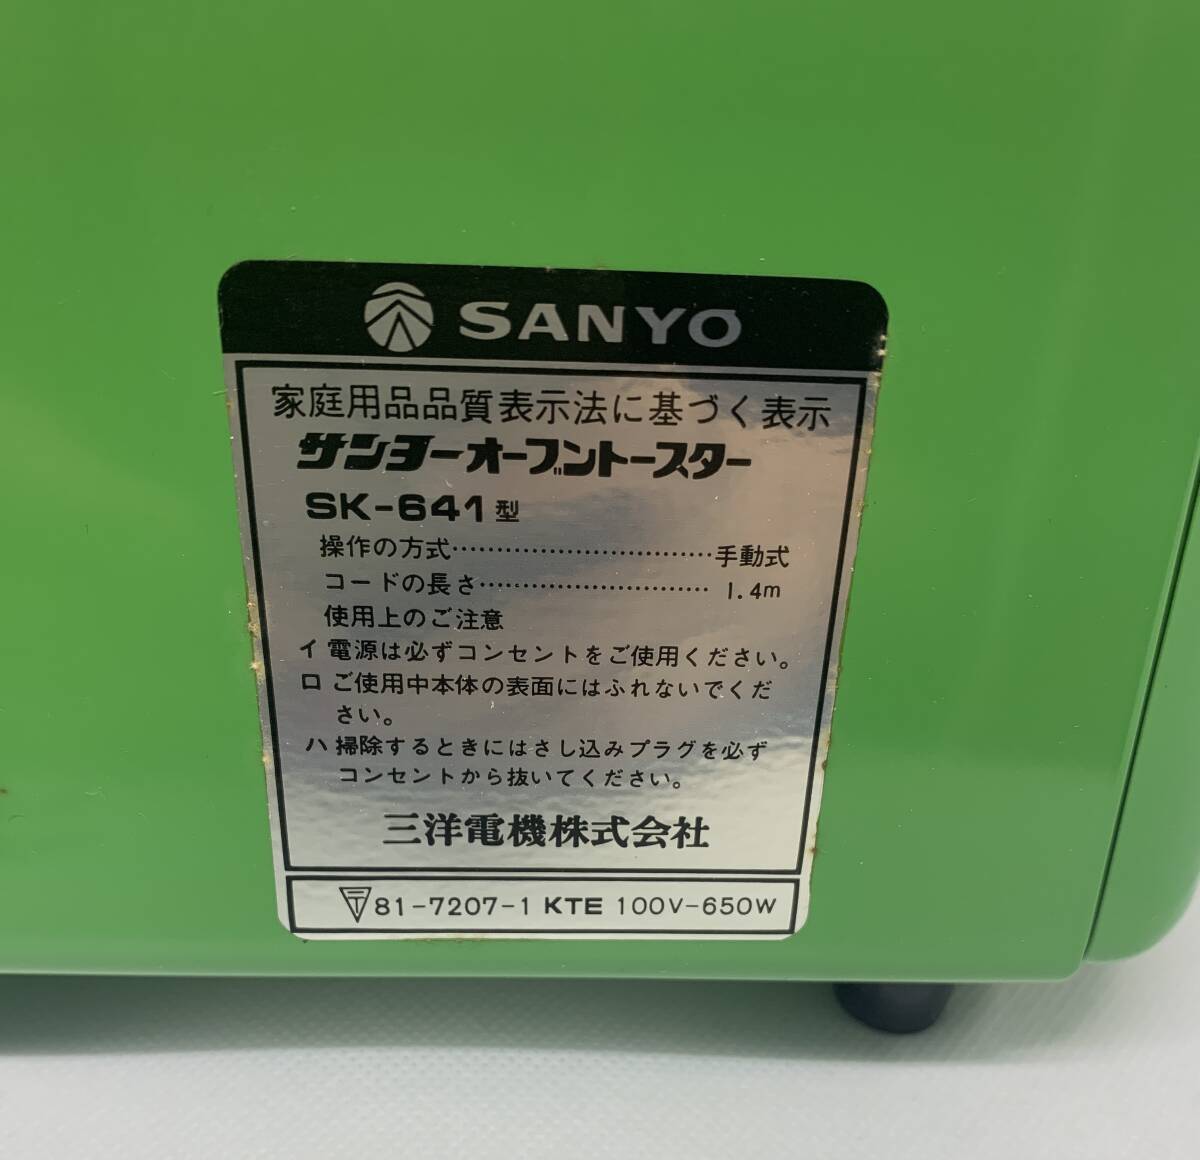 SANYO
家庭用品品質表示法に基づく表示
サンヨーオーブントースター
SK-641型
操作の方式‥‥‥‥‥‥‥‥‥‥‥手動式
コードの長さ‥‥‥‥‥‥‥‥‥‥ 1.4m
使用上のご注意
イ 電源は必ずコンセントをご使用ください。
ロ ご使用中本体の表面にはふれないでくだ
さい。
ハ 掃除するときにはさし込みプラグを必ず
コンセントから抜いてください。
三洋電機株式会社
〒81-7207-1 KTE 100V-650W